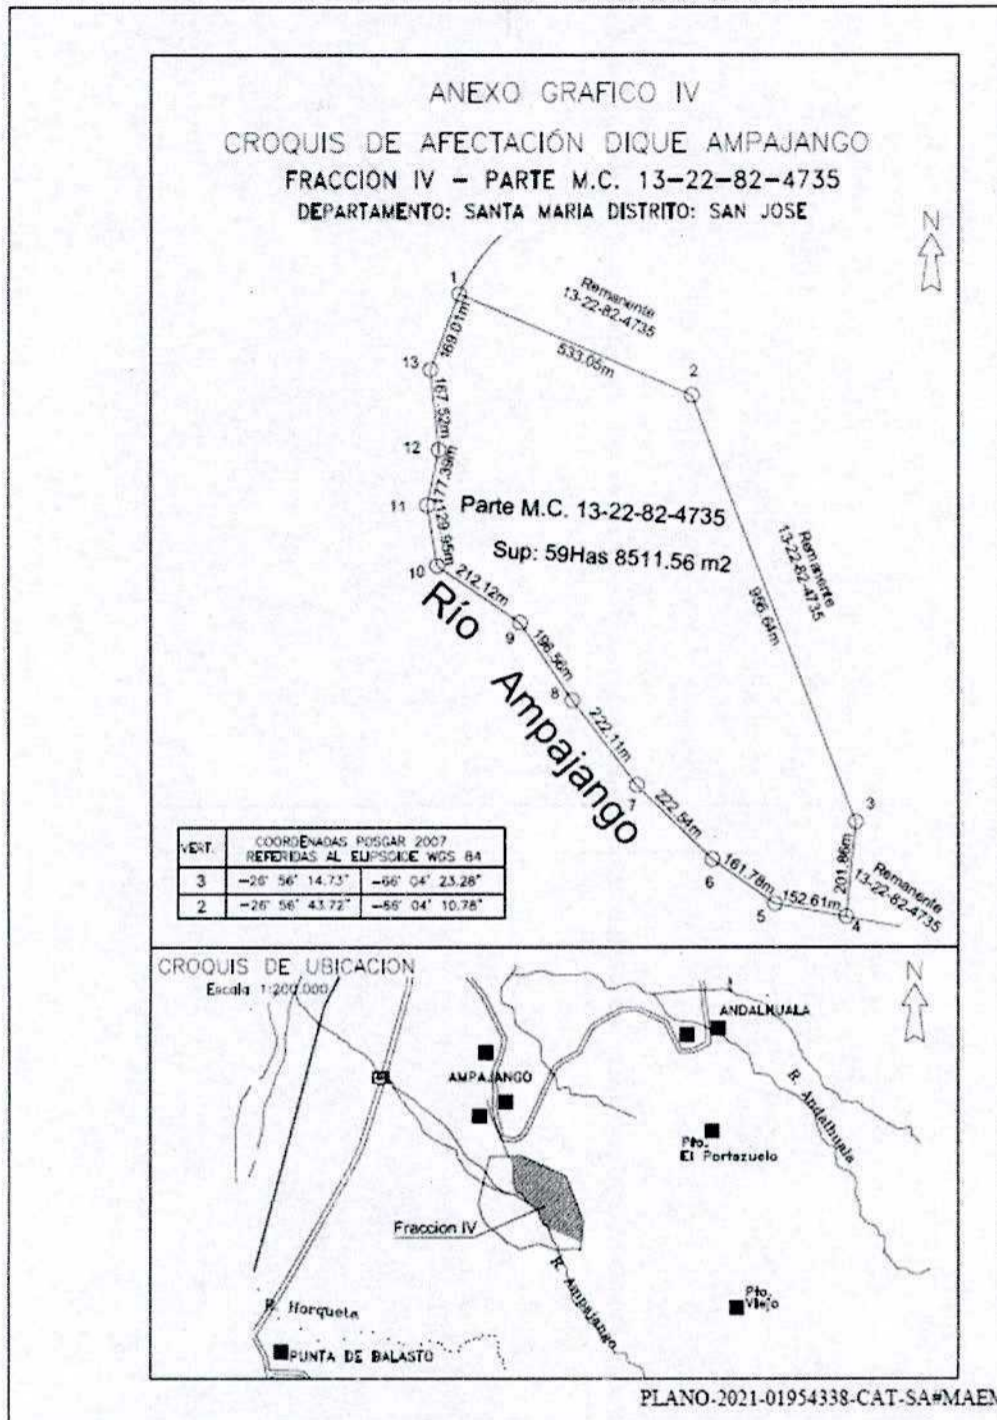 ANEXO GRAFICO IV
CROQUIS DE AFECTACIÓN DIQUE AMPAJANGO
FRACCION IV - PARTE M.C. 13-22-82-4735
DEPARTAMENTO: SANTA MARIA DISTRITO: SAN JOSE
N
1
Remanente
13-22-82-4735
533.05m
2
169.01m
13
167.52m
12
177.39m
11
129.95m
10
Parte M.C. 13-22-82-4735
Sup: 59Has 8511.56 m2
Remanente
13-22-82-4735
966.64m
212.12m
Río
9
198.56m
8
Ampajango
222.11m
7
222.54m
3
6
161.78m
201.86m
Remanente
13-22-82-4735
5
152.61m
4
VERT. COORDENADAS POSGAR 2007
REFERIDAS AL ELIPSOIDE WGS 84
3 -26° 56' 14.73" -66° 04' 23.28"
2 -26° 56' 43.72" -66° 04' 10.78"
CROQUIS DE UBICACION
Escala 1:200.000
N
ANDALHUALA
AMPAJANGO
R. Andalhuala
Pto.
El Portezuelo
Fraccion IV
R. Ampajango
Pto.
Viejo
R. Horqueta
PUNTA DE BALASTO
PLANO-2021-01954338-CAT-SA#MAEM